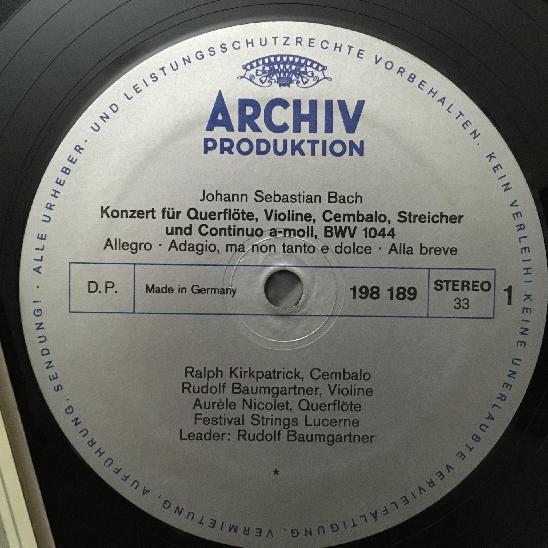 ALLE URHEBER- UND LEISTUNGSSCHUTZRECHTE VORBEHALTEN. KEIN VERLEIH! KEINE UNERLAUBTE VERVIELFÄLTIGUNG, VERMIETUNG, AUFFÜHRUNG, SENDUNG!
ARCHIV
PRODUKTION
Johann Sebastian Bach
Konzert für Querflöte, Violine, Cembalo, Streicher
und Continuo a-moll, BWV 1044
Allegro · Adagio, ma non tanto e dolce · Alla breve
D.P. Made in Germany 198 189 STEREO 1
33
Ralph Kirkpatrick, Cembalo
Rudolf Baumgartner, Violine
Aurèle Nicolet, Querflöte
Festival Strings Lucerne
Leader: Rudolf Baumgartner
*